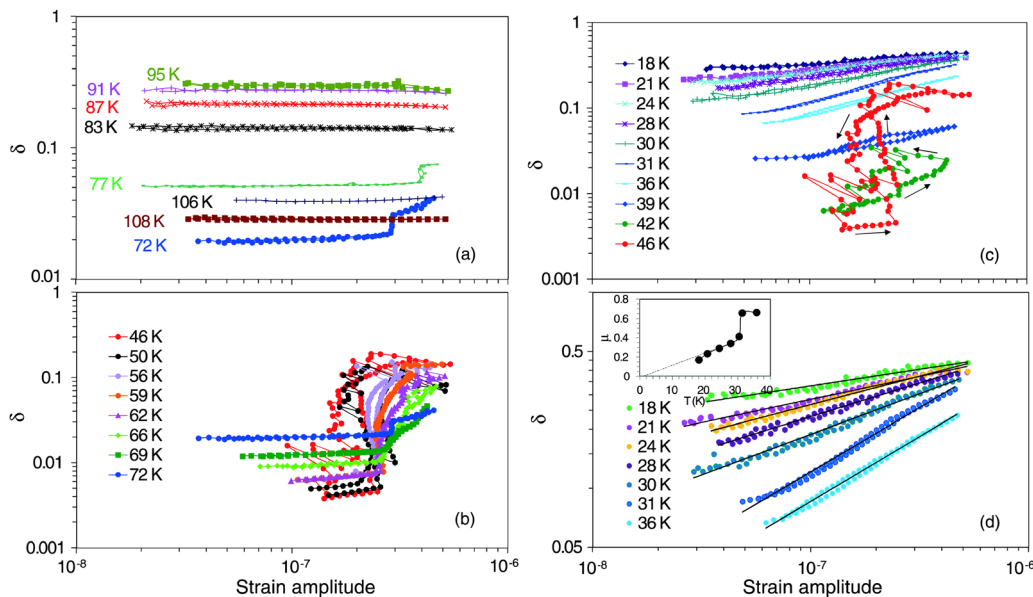 1
0.1
0.01
δ
95 K
91 K
87 K
83 K
77 K
106 K
108 K
72 K
(a)
1
0.1
0.01
0.001
δ
18 K
21 K
24 K
28 K
30 K
31 K
36 K
39 K
42 K
46 K
(c)
1
0.1
0.01
0.001
δ
46 K
50 K
56 K
59 K
62 K
66 K
69 K
72 K
(b)
10⁻⁸
10⁻⁷
10⁻⁶
Strain amplitude
0.5
0.05
δ
0.8
0.6
0.4
0.2
0
μ
0 10 20 30 40
T(K)
18 K
21 K
24 K
28 K
30 K
31 K
36 K
(d)
10⁻⁸
10⁻⁷
10⁻⁶
Strain amplitude